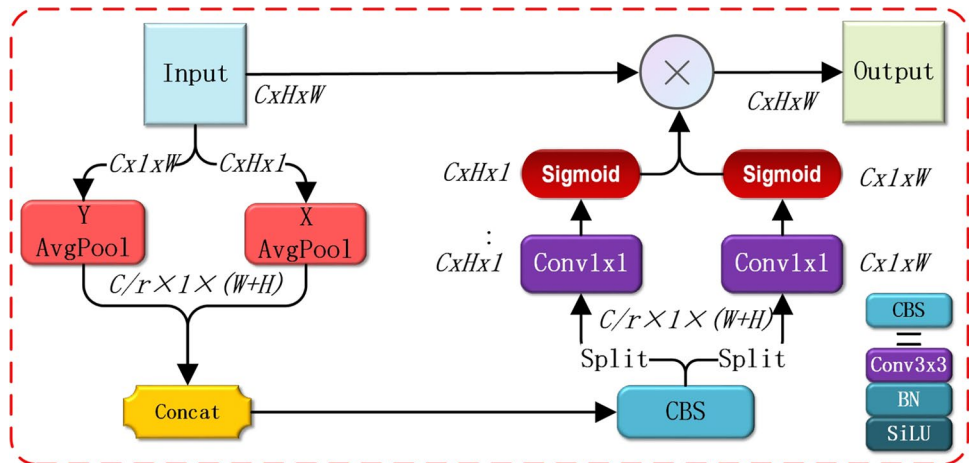 Input
CxHxW
CxHxW
Output
Cx1xW
CxHx1
CxHx1
Sigmoid
Sigmoid
Cx1xW
Y
AvgPool
X
AvgPool
:
CxHx1
Conv1x1
Conv1x1
Cx1xW
C/r×1×(W+H)
C/r×1×(W+H)
Split
Split
Concat
CBS
CBS
=
Conv3x3
BN
SiLU